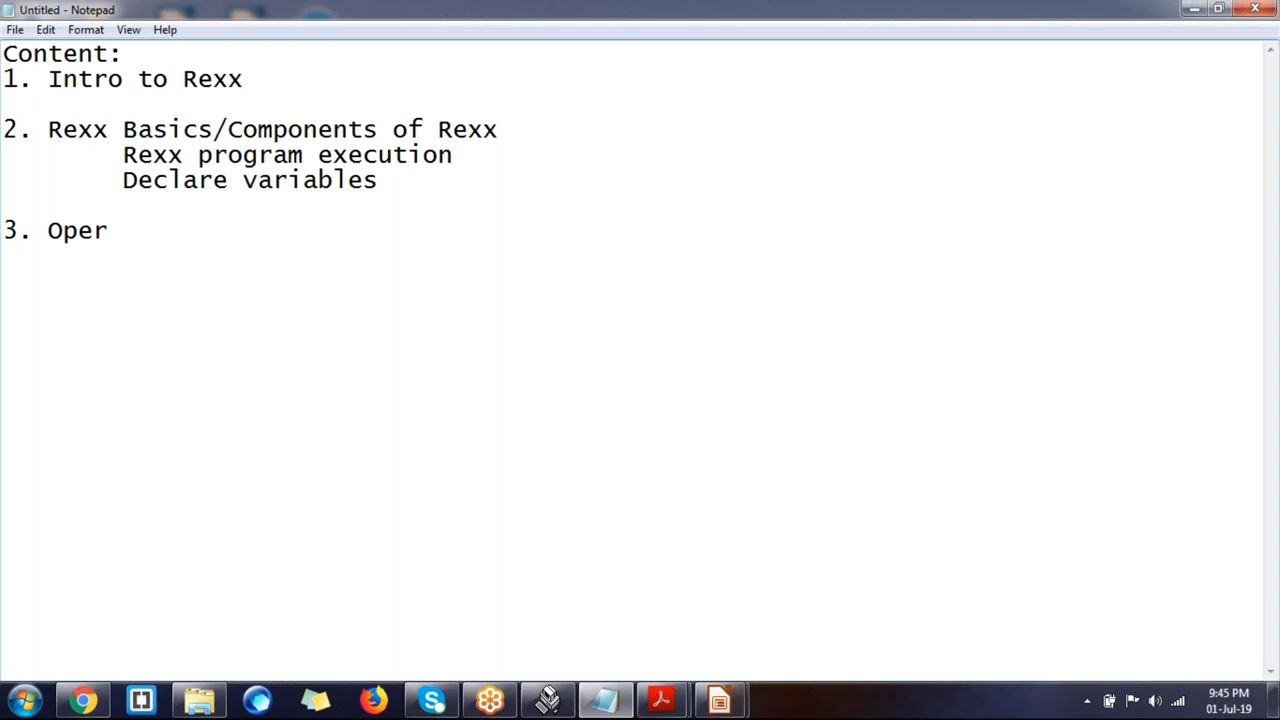 Untitled - Notepad
File Edit Format View Help
Content:
1. Intro to Rexx
2. Rexx Basics/Components of Rexx
Rexx program execution
Declare variables
3. Oper
9:45 PM
01-Jul-19